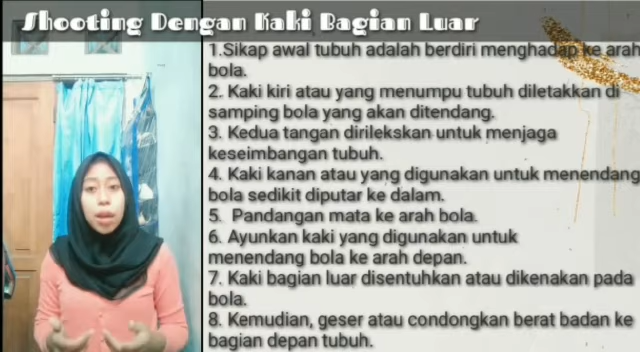 Shooting Dengan Kaki Bagian Luar
1.Sikap awal tubuh adalah berdiri menghadap ke arah
bola.
2. Kaki kiri atau yang menumpu tubuh diletakkan di
samping bola yang akan ditendang.
3. Kedua tangan dirilekskan untuk menjaga
keseimbangan tubuh.
4. Kaki kanan atau yang digunakan untuk menendang
bola sedikit diputar ke dalam.
5. Pandangan mata ke arah bola.
6. Ayunkan kaki yang digunakan untuk
menendang bola ke arah depan.
7. Kaki bagian luar disentuhkan atau dikenakan pada
bola.
8. Kemudian, geser atau condongkan berat badan ke
bagian depan tubuh.